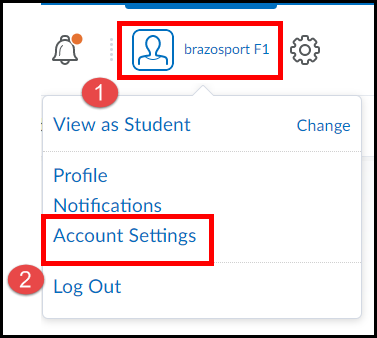 brazosport F1
1
View as Student Change
Profile
Notifications
Account Settings
2
Log Out